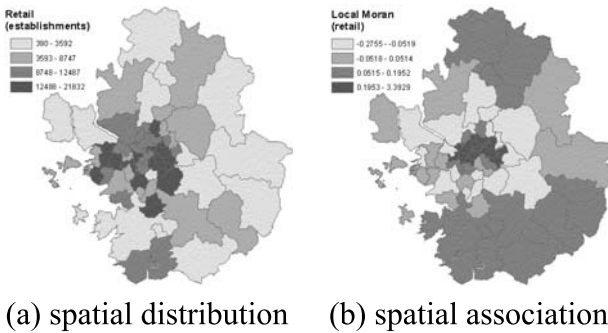 Retail
(establishments)
390 - 3592
3593 - 8747
8748 - 12487
12488 - 21832
Local Moran
(retail)
-0.2755 - -0.0519
-0.0518 - 0.0514
0.0515 - 0.1952
0.1953 - 3.3929
(a) spatial distribution
(b) spatial association